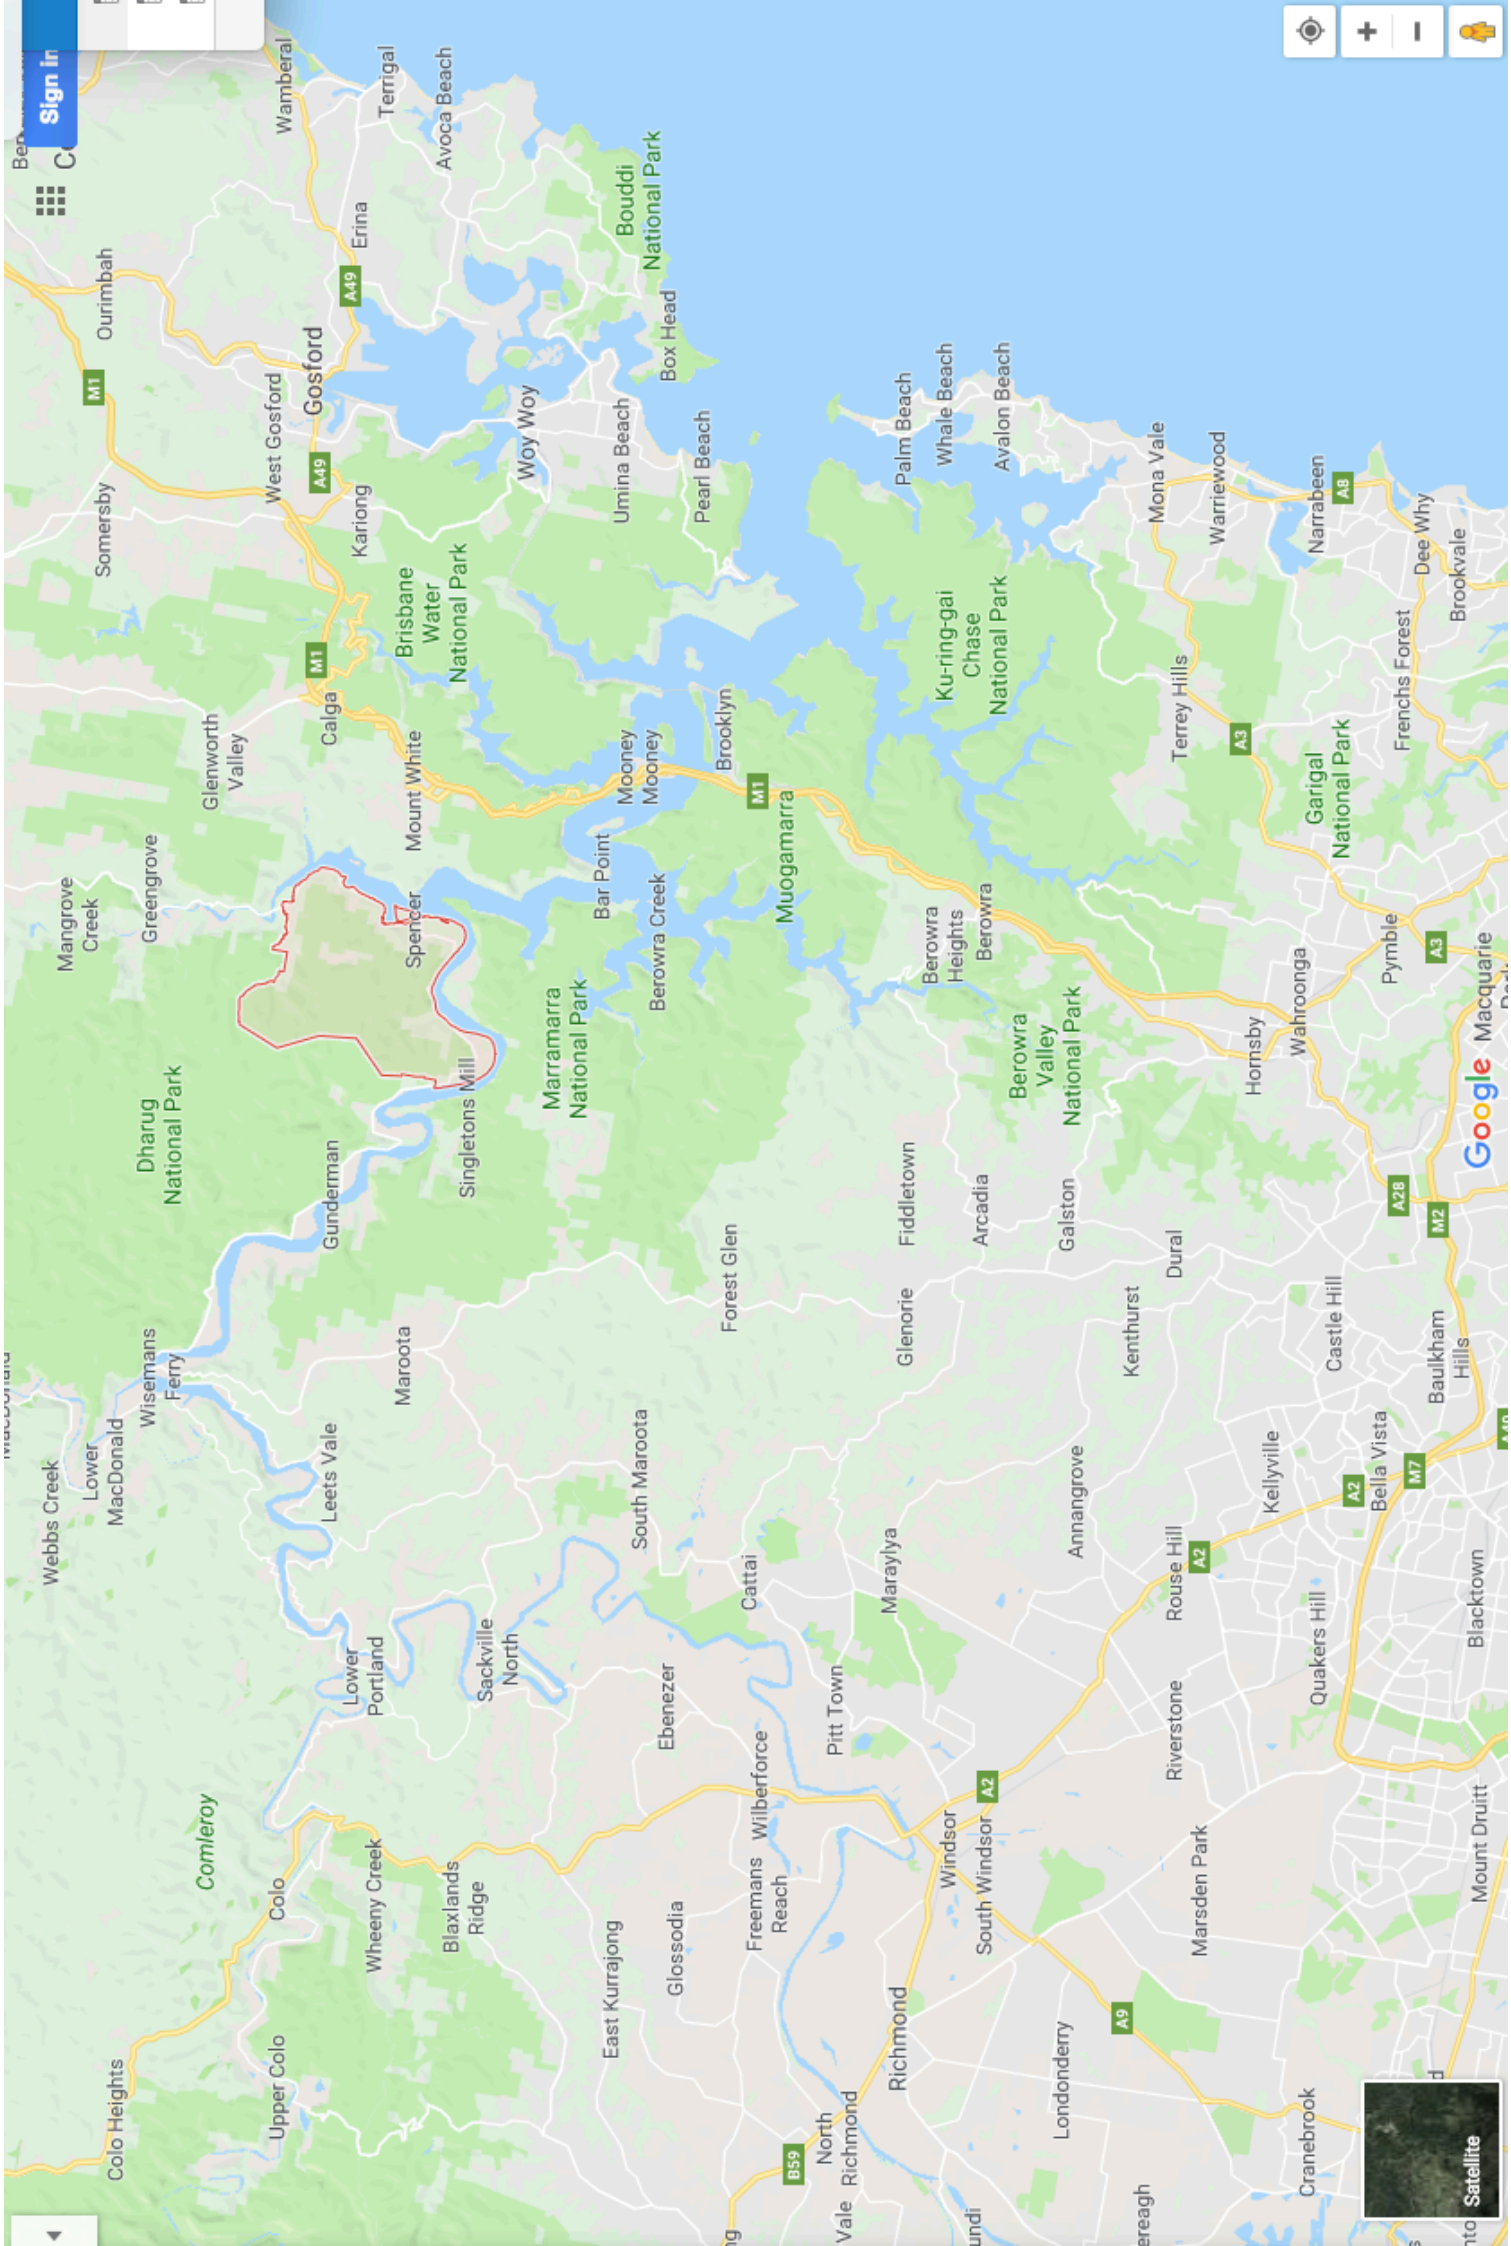 Sign in
Webbs Creek
Mangrove
Creek
Lower
MacDonald
M1
Ourimbah
Somersby
Colo Heights
Wisemans
Ferry
Greengrove
Dharug
National Park
Comleroy
Glenworth
Valley
Upper Colo
Colo
West Gosford
Wamberal
Leets Vale
Gunderman
Calga
M1
A49
Gosford
A49
Lower
Portland
Kariong
Erina
Wheeny Creek
Terrigal
Maroota
Spencer
Mount White
Brisbane
Water
National Park
Avoca Beach
Blaxlands
Ridge
Singletons Mill
Sackville
North
Woy Woy
Marramarra
National Park
Bar Point
East Kurrajong
Umina Beach
Mooney
Mooney
Bouddi
National Park
South Maroota
Berowra Creek
Ebenezer
Box Head
Glossodia
Pearl Beach
Forest Glen
Brooklyn
Cattai
Wilberforce
M1
Freemans
Reach
Muogamarra
B59
North
Richmond
Vale
Pitt Town
Maraylya
Richmond
Glenorie
Fiddletown
Palm Beach
Berowra
Heights
Whale Beach
Windsor
Ku-ring-gai
Chase
National Park
South Windsor
A2
Arcadia
Berowra
Avalon Beach
Berowra
Valley
National Park
Londonderry
Galston
Annangrove
A9
Kenthurst
Mona Vale
Riverstone
Rouse Hill
Dural
Terrey Hills
A2
Marsden Park
Warriewood
A3
Hornsby
Kellyville
Wahroonga
Cranebrook
Quakers Hill
Narrabeen
Garigal
National Park
Castle Hill
A8
A2
Bella Vista
Pymble
A28
Frenchs Forest
M7
Dee Why
Baulkham
Hills
M2
A3
Brookvale
Blacktown
Mount Druitt
Satellite
Google
Macquarie